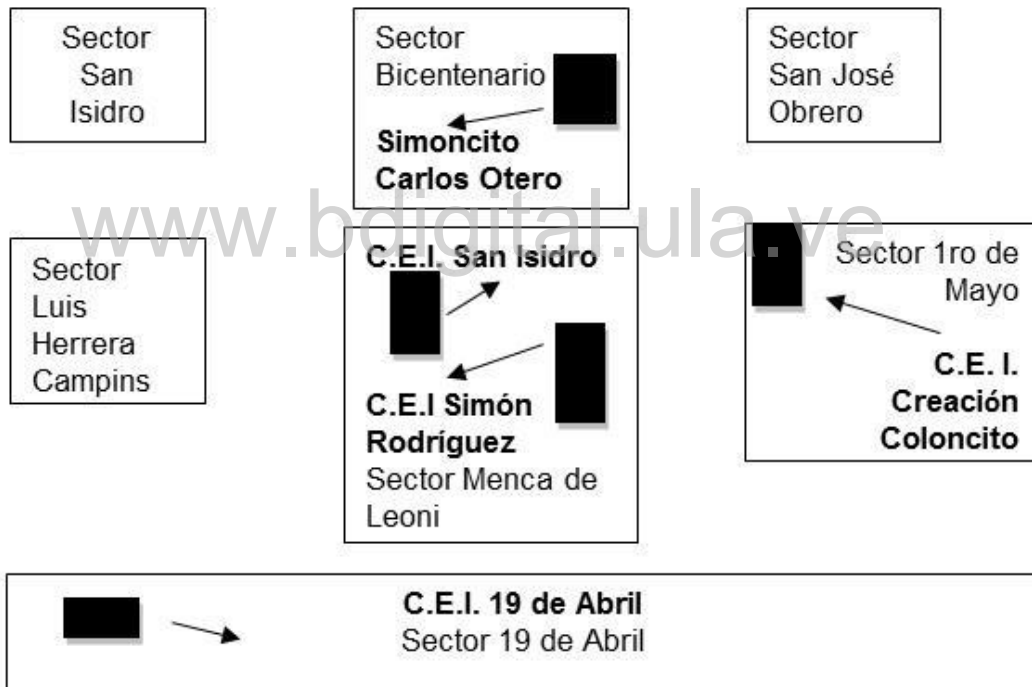 Sector
San
Isidro
Sector
Bicentenario
Simoncito
Carlos Otero
Sector
San José
Obrero
www.bdigital.ula.ve
Sector
Luis
Herrera
Campins
C.E.I. San Isidro
C.E.I Simón
Rodríguez
Sector Menca de
Leoni
Sector 1ro de
Mayo
C.E. I.
Creación
Coloncito
C.E.I. 19 de Abril
Sector 19 de Abril